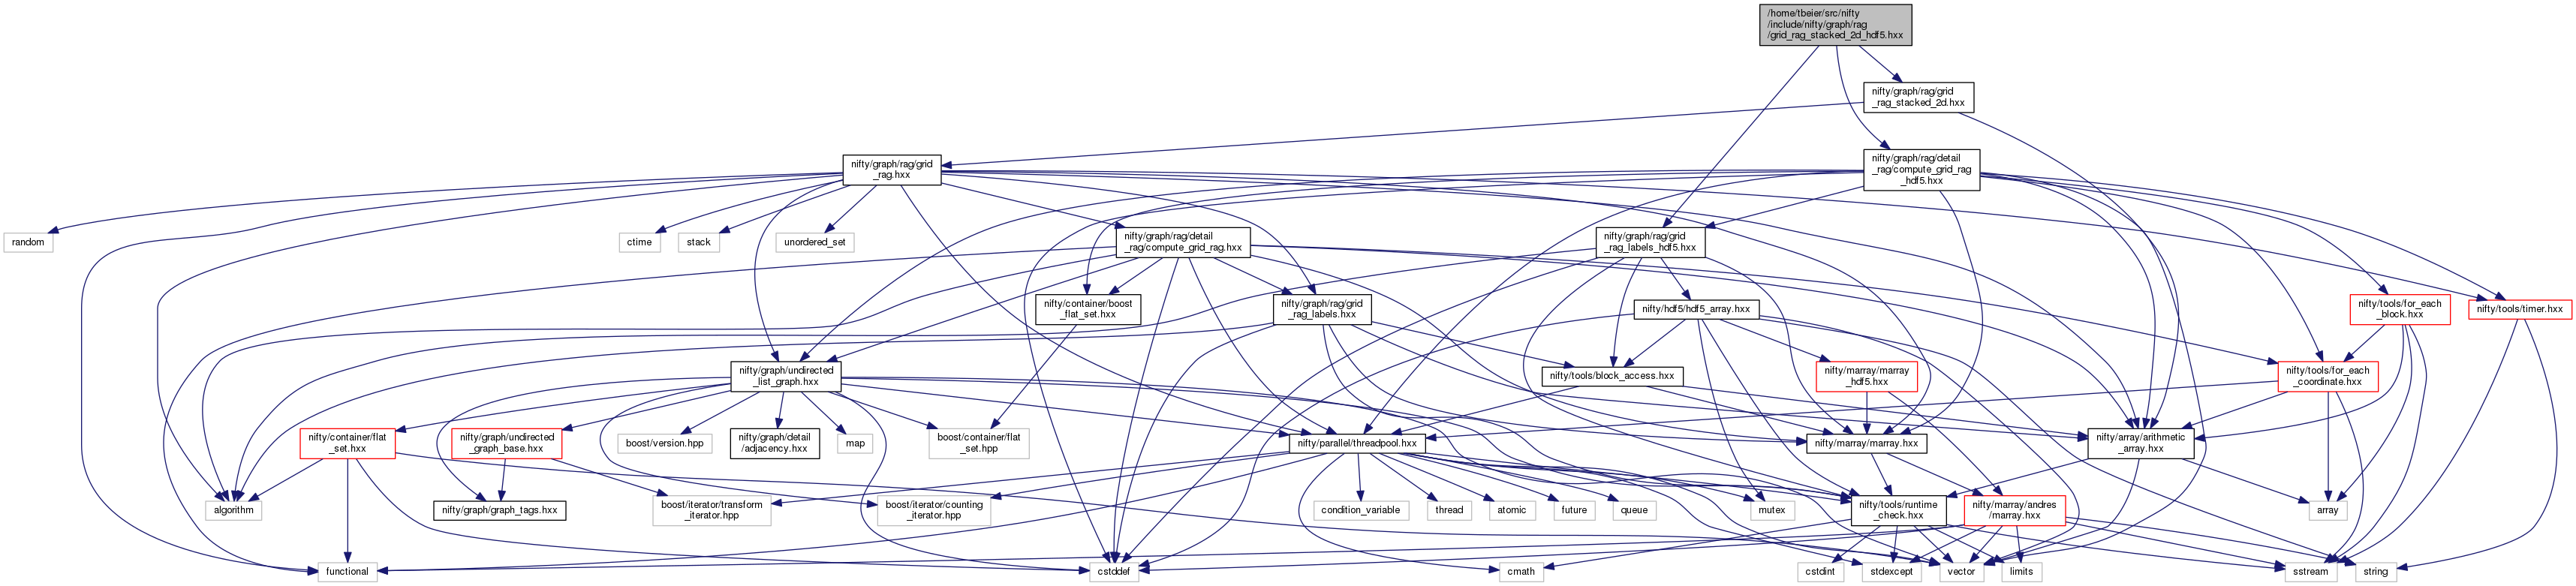 /home/tbeier/src/nifty
/include/nifty/graph/rag
/grid_rag_stacked_2d_hdf5.hxx
nifty/graph/rag/grid
_rag_stacked_2d.hxx
nifty/graph/rag/grid
_rag.hxx
nifty/graph/rag/detail
_rag/compute_grid_rag
_hdf5.hxx
random
ctime
stack
unordered_set
nifty/graph/rag/detail
_rag/compute_grid_rag.hxx
nifty/graph/rag/grid
_rag_labels_hdf5.hxx
nifty/container/boost
_flat_set.hxx
nifty/graph/rag/grid
_rag_labels.hxx
nifty/hdf5/hdf5_array.hxx
nifty/tools/for_each
_block.hxx
nifty/tools/timer.hxx
nifty/graph/undirected
_list_graph.hxx
nifty/tools/block_access.hxx
nifty/marray/marray
_hdf5.hxx
nifty/tools/for_each
_coordinate.hxx
nifty/container/flat
_set.hxx
nifty/graph/undirected
_graph_base.hxx
boost/version.hpp
nifty/graph/detail
/adjacency.hxx
map
boost/container/flat
_set.hpp
nifty/parallel/threadpool.hxx
nifty/marray/marray.hxx
nifty/array/arithmetic
_array.hxx
algorithm
nifty/graph/graph_tags.hxx
boost/iterator/transform
_iterator.hpp
boost/iterator/counting
_iterator.hpp
condition_variable
thread
atomic
future
queue
mutex
nifty/tools/runtime
_check.hxx
nifty/marray/andres
/marray.hxx
array
functional
cstddef
cmath
cstdint
stdexcept
vector
limits
sstream
string